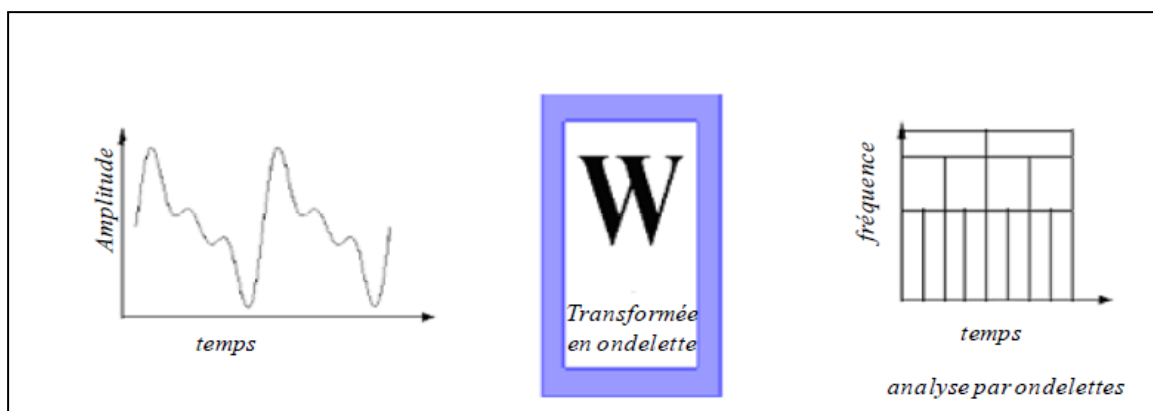 Amplitude
temps
W
Transformée
en ondelette
fréquence
temps
analyse par ondelettes